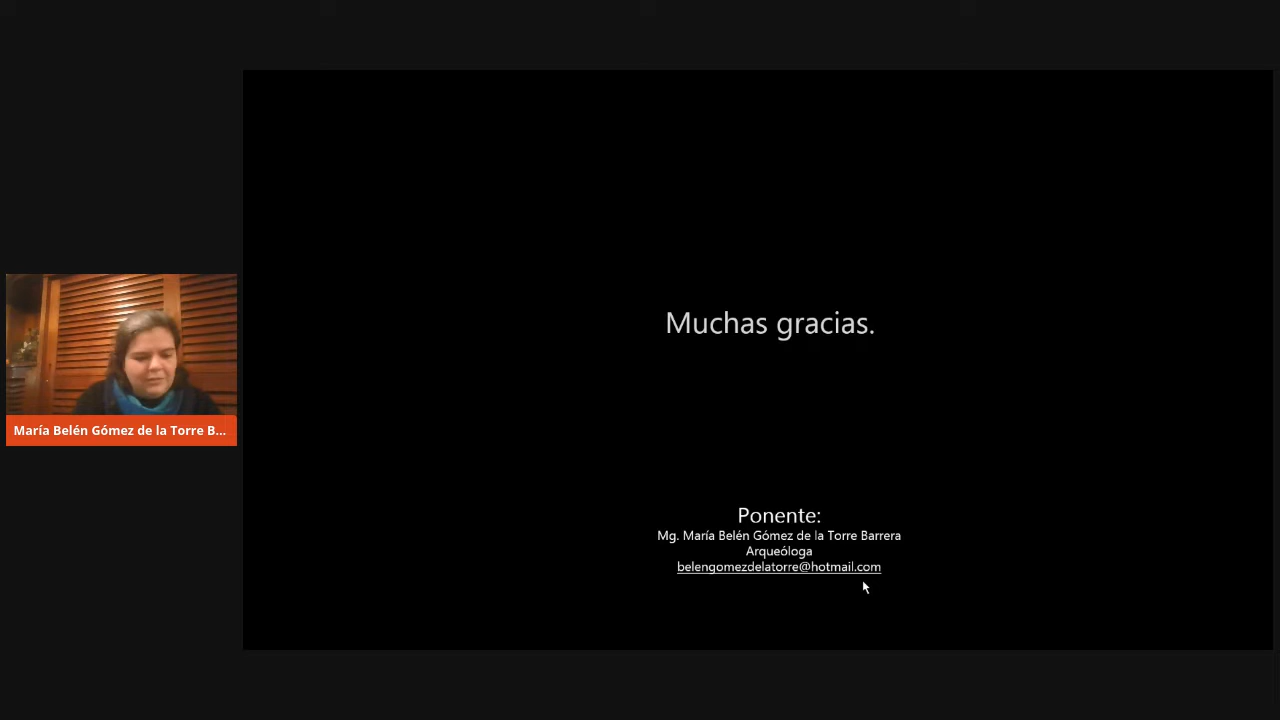 María Belén Gómez de la Torre B...
Muchas gracias.
Ponente:
Mg. María Belén Gómez de la Torre Barrera
Arqueóloga
belengomezdelatorre@hotmail.com